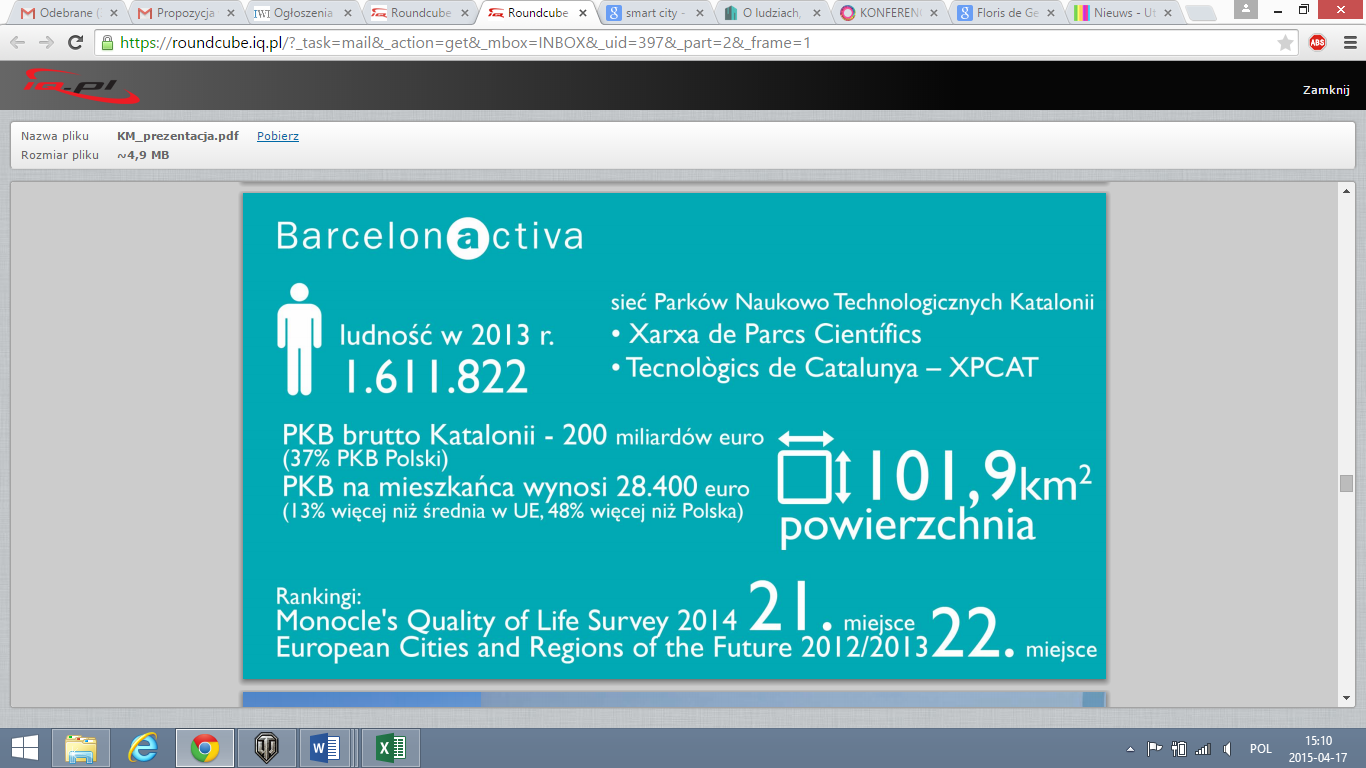 Odebrane (
Propozycja
IWI Ogłoszenia
Roundcube
Roundcube
smart city -
O ludziach,
KONFEREN
Floris de Ge
Nieuws - Ut
https://roundcube.iq.pl/?_task=mail&_action=get&_mbox=INBOX&_uid=397&_part=2&_frame=1
ABS
iq.pl
Zamknij
Nazwa pliku KM_prezentacja.pdf Pobierz
Rozmiar pliku ~4,9 MB
Barcelonactiva
ludność w 2013 r.
1.611.822
sieć Parków Naukowo Technologicznych Katalonii
• Xarxa de Parcs Científics
• Tecnològics de Catalunya – XPCAT
PKB brutto Katalonii - 200 miliardów euro
(37% PKB Polski)
PKB na mieszkańca wynosi 28.400 euro
(13% więcej niż średnia w UE, 48% więcej niż Polska)
101,9km²
powierzchnia
Rankingi:
Monocle's Quality of Life Survey 2014 21. miejsce
European Cities and Regions of the Future 2012/2013 22. miejsce
POL
15:10
2015-04-17